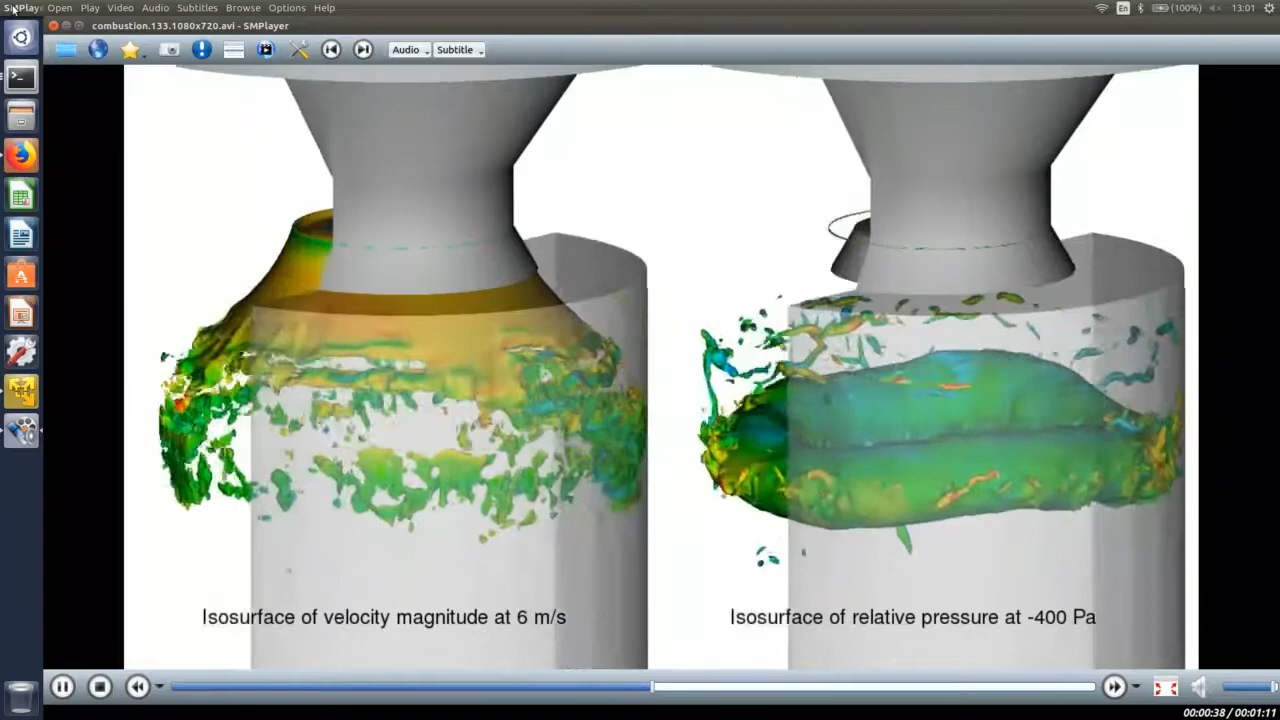 SMPlay Open Play Video Audio Subtitles Browse Options Help En (100%) 13:01
combustion.133.1080x720.avi - SMPlayer
Audio Subtitle
Isosurface of velocity magnitude at 6 m/s
Isosurface of relative pressure at -400 Pa
00:00:38 / 00:01:11